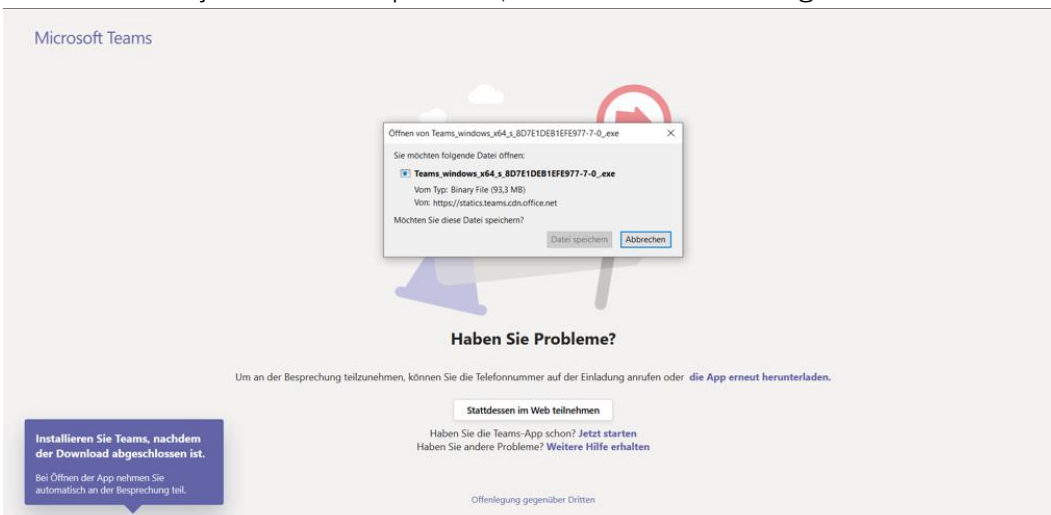 Microsoft Teams
Öffnen von Teams_windows_x64_s_8D7E1DEB1EFE977-7-0_.exe
Sie möchten folgende Datei öffnen:
Teams_windows_x64_s_8D7E1DEB1EFE977-7-0_.exe
Vom Typ: Binary File (93,3 MB)
Von: https://statics.teams.cdn.office.net
Möchten Sie diese Datei speichern?
Datei speichern Abbrechen
Haben Sie Probleme?
Um an der Besprechung teilzunehmen, können Sie die Telefonnummer auf der Einladung anrufen oder die App erneut herunterladen.
Stattdessen im Web teilnehmen
Haben Sie die Teams-App schon? Jetzt starten
Haben Sie andere Probleme? Weitere Hilfe erhalten
Installieren Sie Teams, nachdem
der Download abgeschlossen ist.
Bei Öffnen der App nehmen Sie
automatisch an der Besprechung teil.
Offenlegung gegenüber Dritten